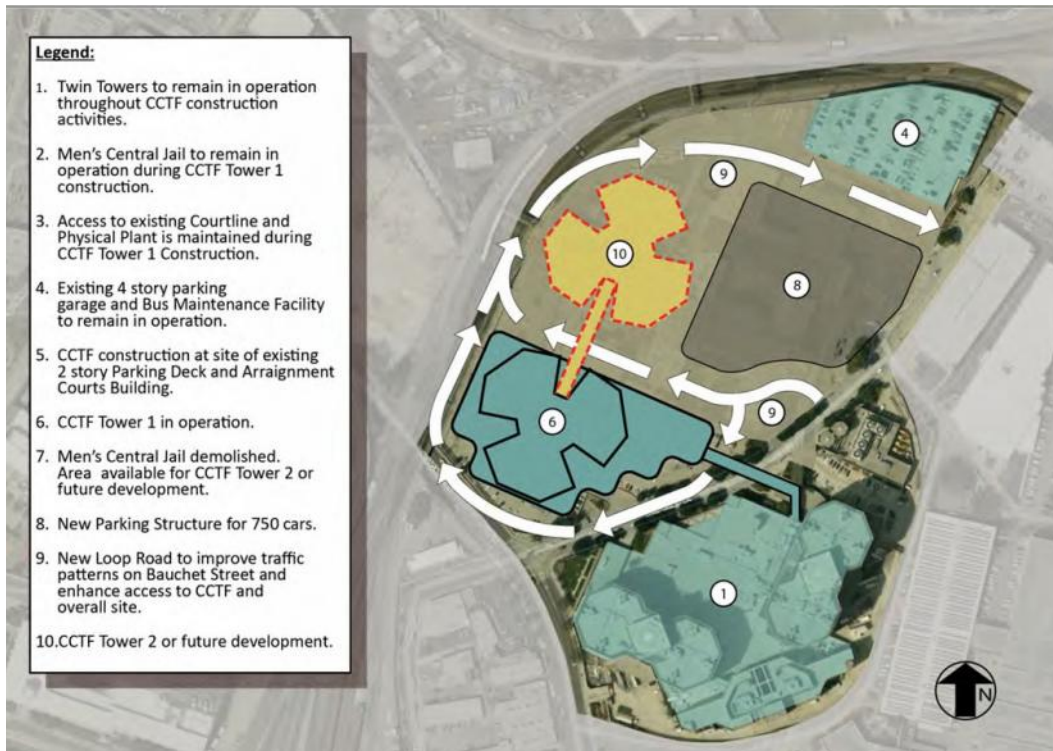 Legend:
1. Twin Towers to remain in operation
throughout CCTF construction
activities.
2. Men's Central Jail to remain in
operation during CCTF Tower 1
construction.
3. Access to existing Courtline and
Physical Plant is maintained during
CCTF Tower 1 Construction.
4. Existing 4 story parking
garage and Bus Maintenance Facility
to remain in operation.
5. CCTF construction at site of existing
2 story Parking Deck and Arraignment
Courts Building.
6. CCTF Tower 1 in operation.
7. Men's Central Jail demolished.
Area available for CCTF Tower 2 or
future development.
8. New Parking Structure for 750 cars.
9. New Loop Road to improve traffic
patterns on Bauchet Street and
enhance access to CCTF and
overall site.
10.CCTF Tower 2 or future development.
4
9
10
8
9
6
1
N